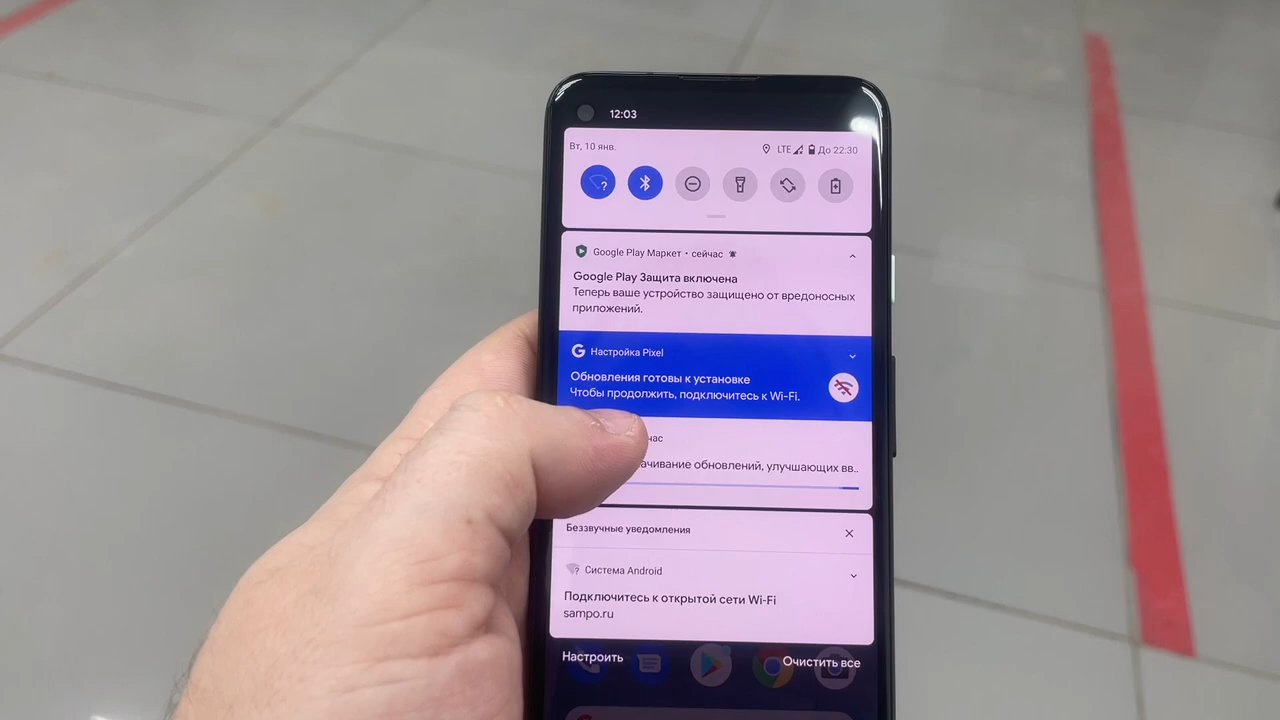 12:03
Вт, 10 янв.
LTE
До 22:30
Google Play Маркет • сейчас
Google Play Защита включена
Теперь ваше устройство защищено от вредоносных
приложений.
Настройка Pixel
Обновления готовы к установке
Чтобы продолжить, подключитесь к Wi-Fi.
час
ачивание обновлений, улучшающих вв..
Беззвучные уведомления
Система Android
Подключитесь к открытой сети Wi-Fi
sampo.ru
Настроить
Очистить все